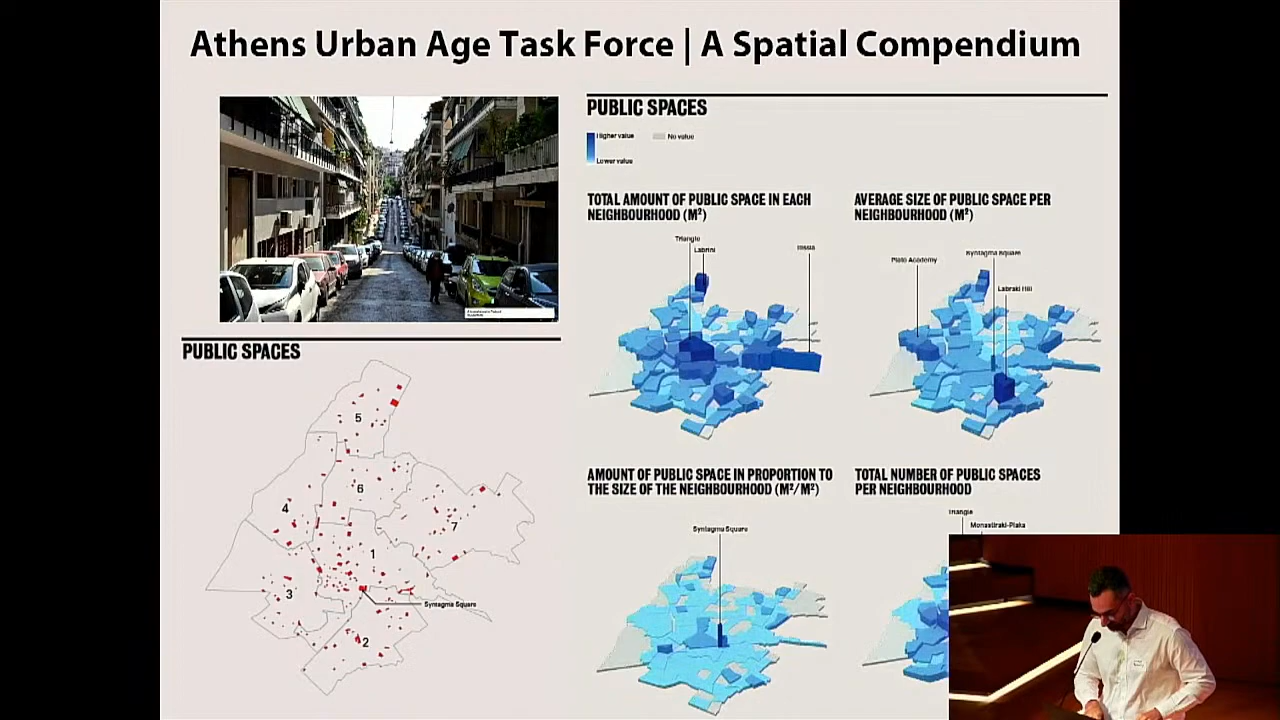 Athens Urban Age Task Force | A Spatial Compendium
PUBLIC SPACES
Higher value
No value
Lower value
TOTAL AMOUNT OF PUBLIC SPACE IN EACH
NEIGHBOURHOOD (M²)
Triangle
Labrini
Ilissia
AVERAGE SIZE OF PUBLIC SPACE PER
NEIGHBOURHOOD (M²)
Plato Academy
Syntagma Square
Labraki Hill
PUBLIC SPACES
5
6
4
7
1
3
2
Syntagma Square
AMOUNT OF PUBLIC SPACE IN PROPORTION TO
THE SIZE OF THE NEIGHBOURHOOD (M²/M²)
Syntagma Square
TOTAL NUMBER OF PUBLIC SPACES
PER NEIGHBOURHOOD
Triangle
Monastiraki-Plaka